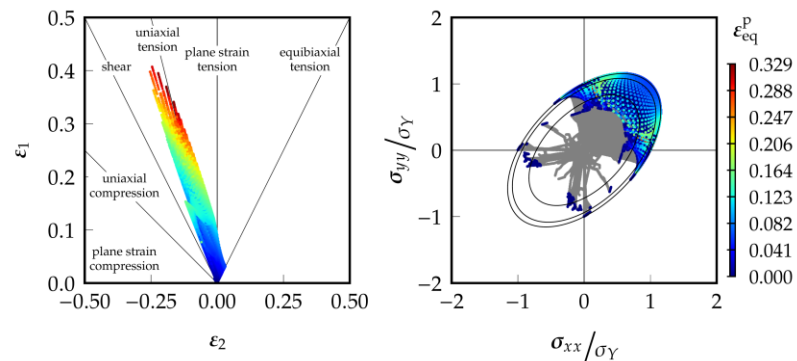 0.5
0.4
0.3
0.2
0.1
0.0
ε1
−0.50
−0.25
0.00
0.25
0.50
ε2
uniaxial
tension
shear
plane strain
tension
equibiaxial
tension
uniaxial
compression
plane strain
compression
2
1
0
−1
−2
σyy/σY
−2
−1
0
1
2
σxx/σY
ε^p_eq
0.329
0.288
0.247
0.206
0.164
0.123
0.082
0.041
0.000